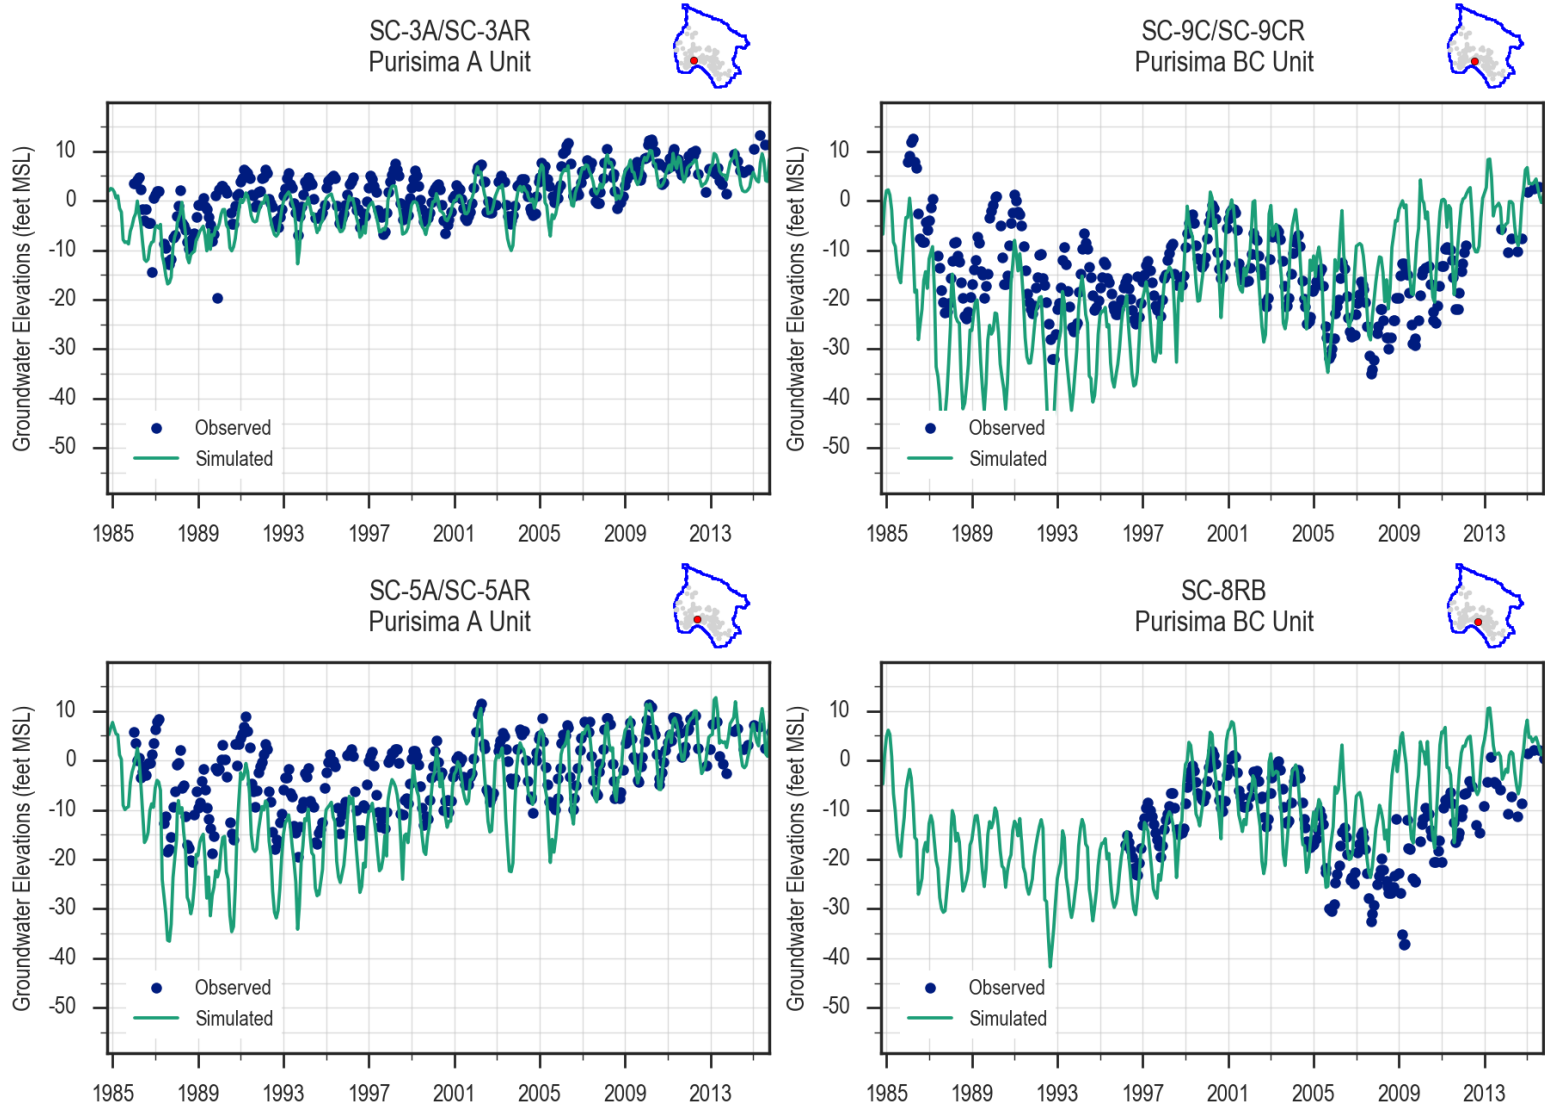 SC-3A/SC-3AR
Purisima A Unit
Groundwater Elevations (feet MSL)
10
0
-10
-20
-30
-40
-50
Observed
Simulated
1985 1989 1993 1997 2001 2005 2009 2013
SC-9C/SC-9CR
Purisima BC Unit
Groundwater Elevations (feet MSL)
10
0
-10
-20
-30
-40
-50
Observed
Simulated
1985 1989 1993 1997 2001 2005 2009 2013
SC-5A/SC-5AR
Purisima A Unit
Groundwater Elevations (feet MSL)
10
0
-10
-20
-30
-40
-50
Observed
Simulated
1985 1989 1993 1997 2001 2005 2009 2013
SC-8RB
Purisima BC Unit
Groundwater Elevations (feet MSL)
10
0
-10
-20
-30
-40
-50
Observed
Simulated
1985 1989 1993 1997 2001 2005 2009 2013